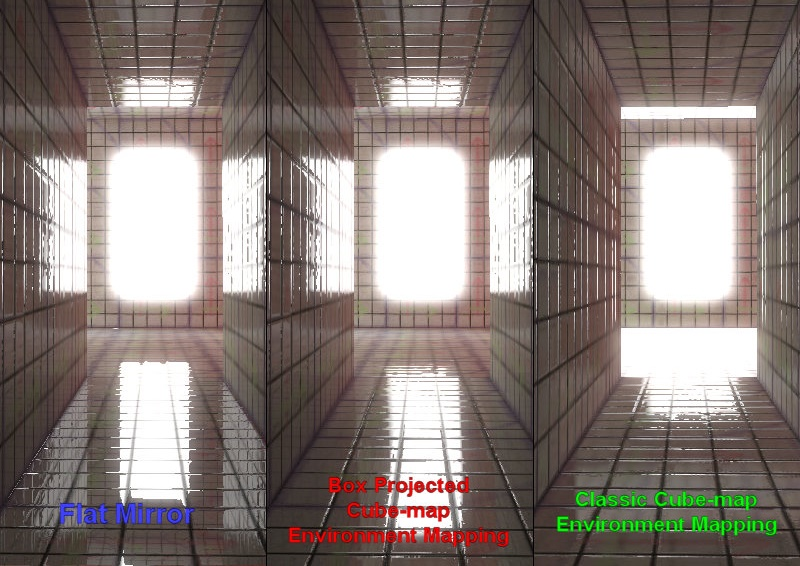 Flat Mirror
Box Projected
Cube-map
Environment Mapping
Classic Cube-map
Environment Mapping